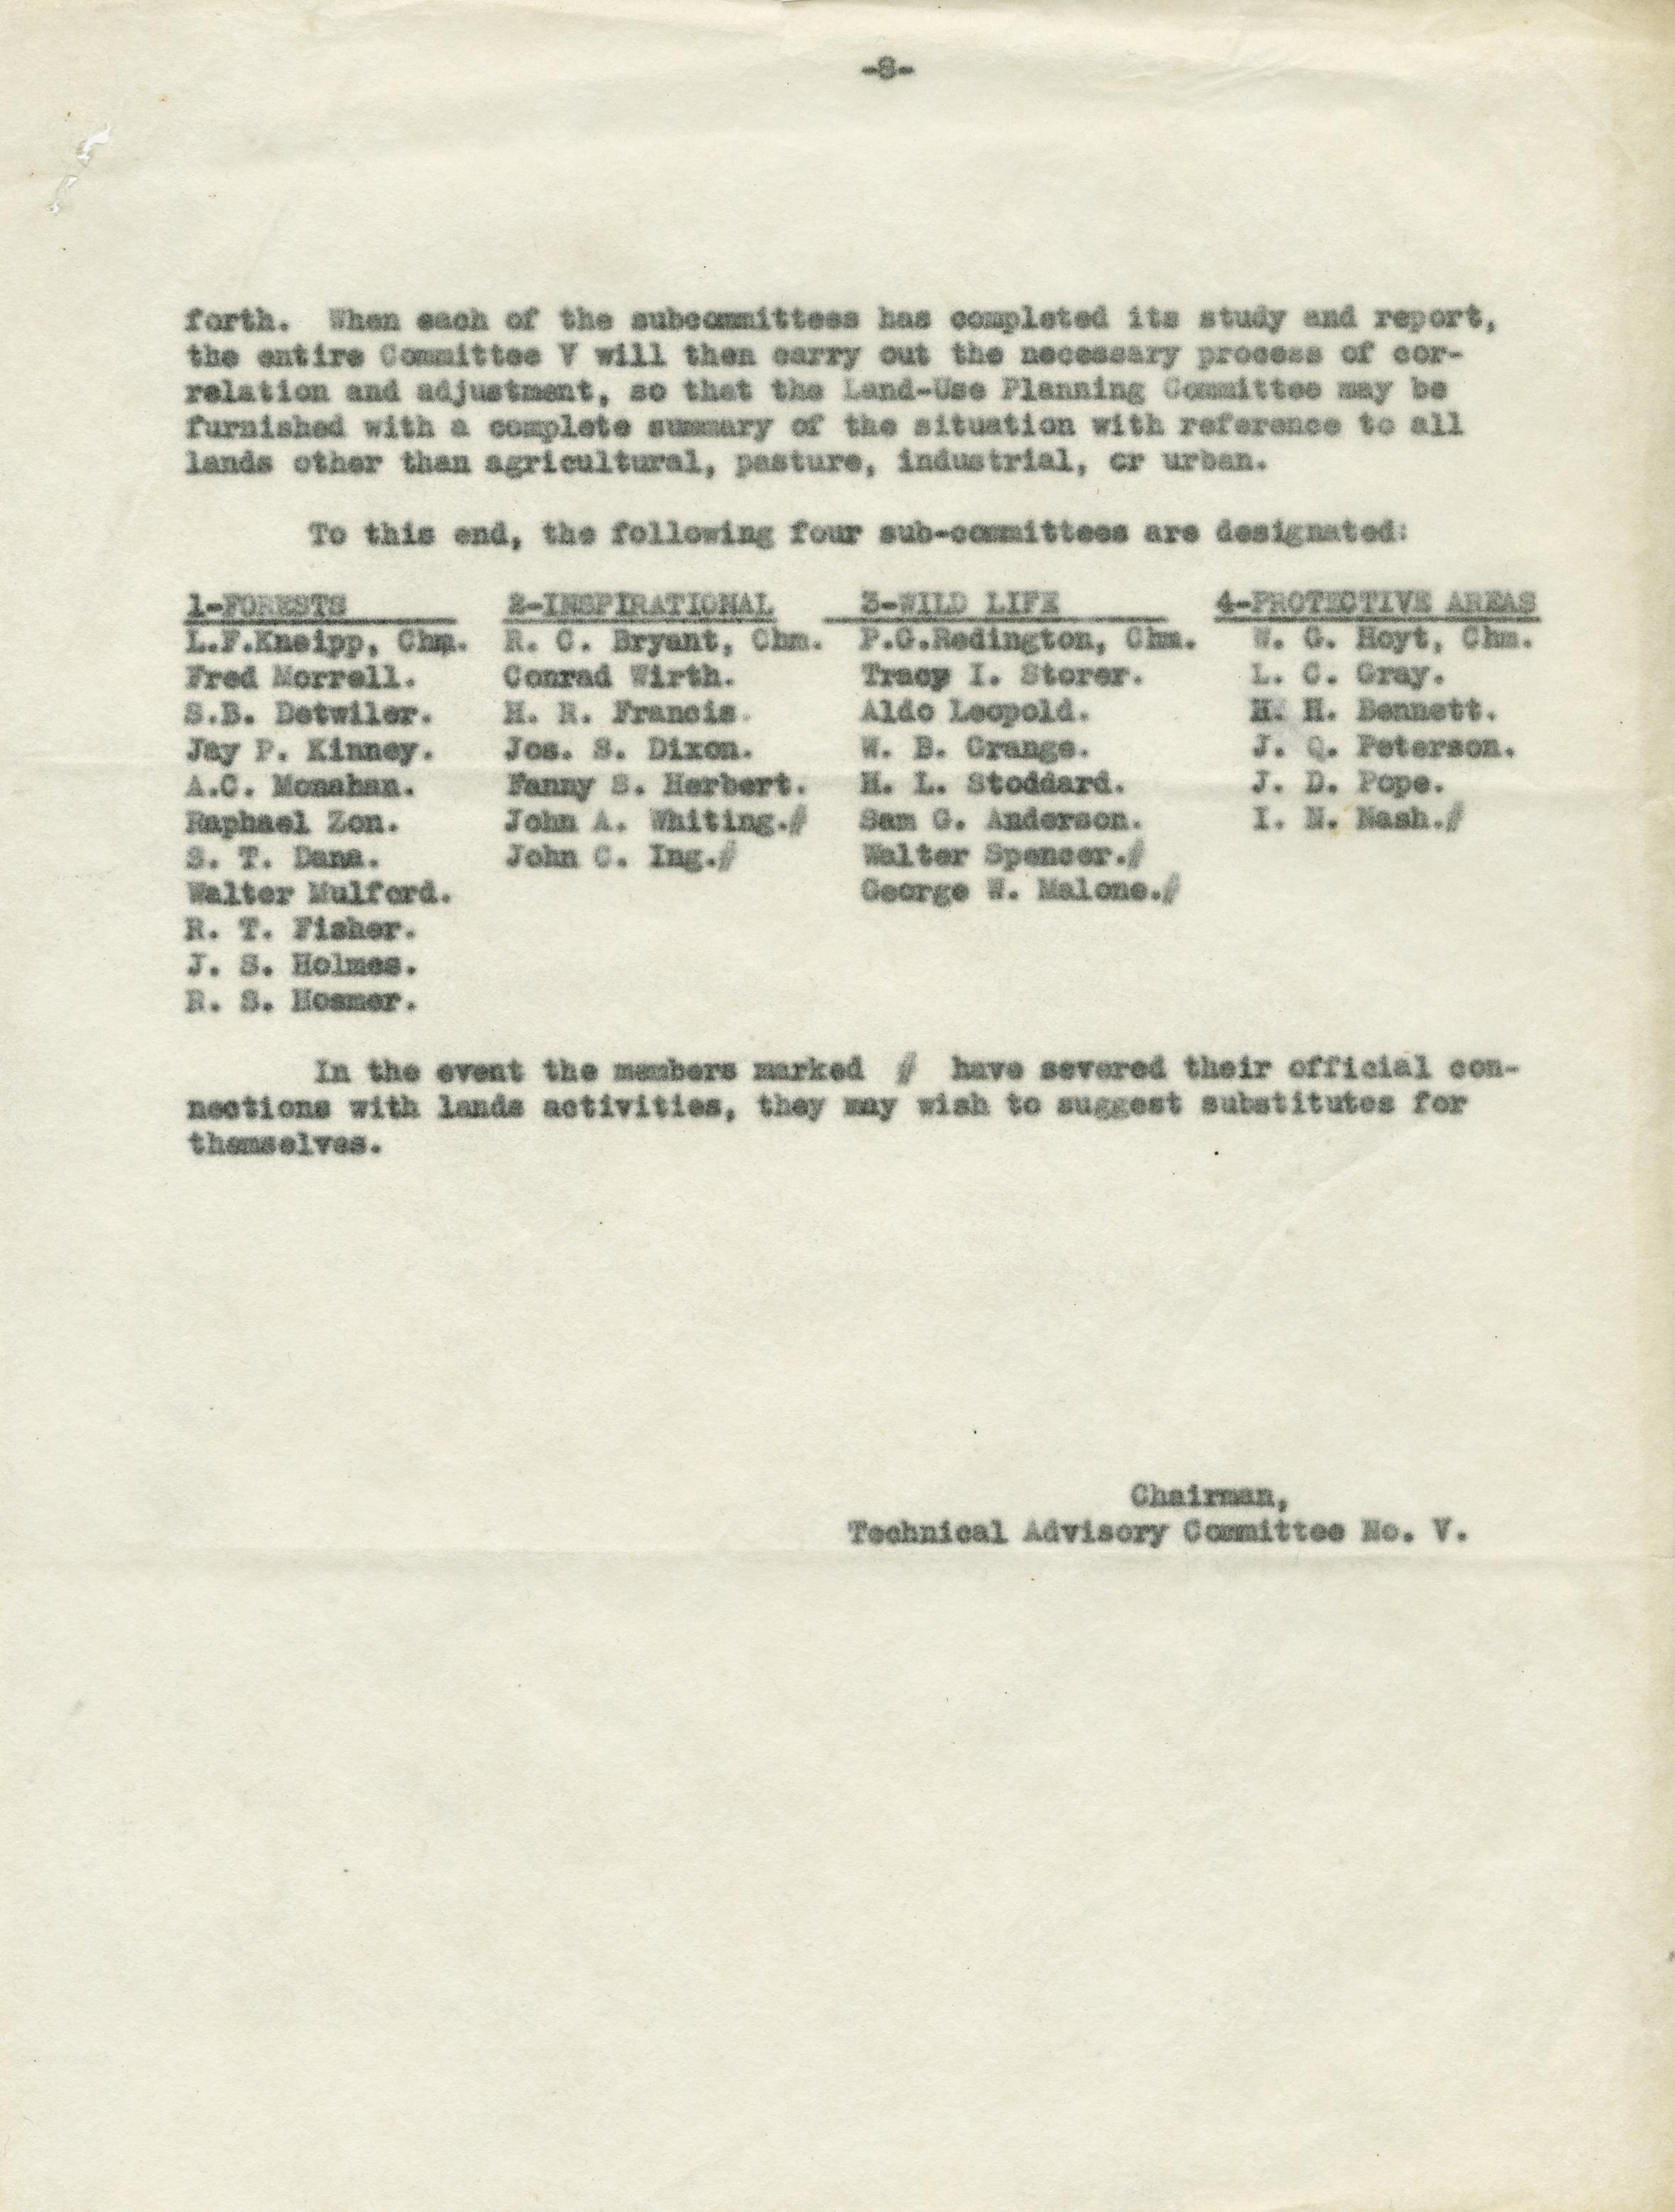 -8-
forth. When each of the subcommittees has completed its study and report,
the entire Committee V will then carry out the necessary process of cor-
relation and adjustment, so that the Land-Use Planning Committee may be
furnished with a complete summary of the situation with reference to all
lands other than agricultural, pasture, industrial, or urban.
To this end, the following four sub-committees are designated:
1-FORESTS 2-INSPIRATIONAL 3-WILD LIFE 4-PROTECTIVE AREAS
L.F.Kneipp, Chm. R. C. Bryant, Chm. P.G.Redington, Chm. W. G. Hoyt, Chm.
Fred Morrell. Conrad Wirth. Tracy I. Storer. L. C. Gray.
S.B. Detwiler. H. R. Francis. Aldo Leopold. H. H. Bennett.
Jay P. Kinney. Jos. S. Dixon. W. B. Grange. J. Q. Peterson.
A.C. Monahan. Fanny S. Herbert. H. L. Stoddard. J. D. Pope.
Raphael Zon. John A. Whiting.# Sam G. Anderson. I. N. Nash.#
S. T. Dana. John C. Ing.# Walter Spencer.#
Walter Mulford. George W. Malone.#
R. T. Fisher.
J. S. Holmes.
R. S. Hosmer.
In the event the members marked # have severed their official con-
nections with lands activities, they may wish to suggest substitutes for
themselves.
Chairman,
Technical Advisory Committee No. V.